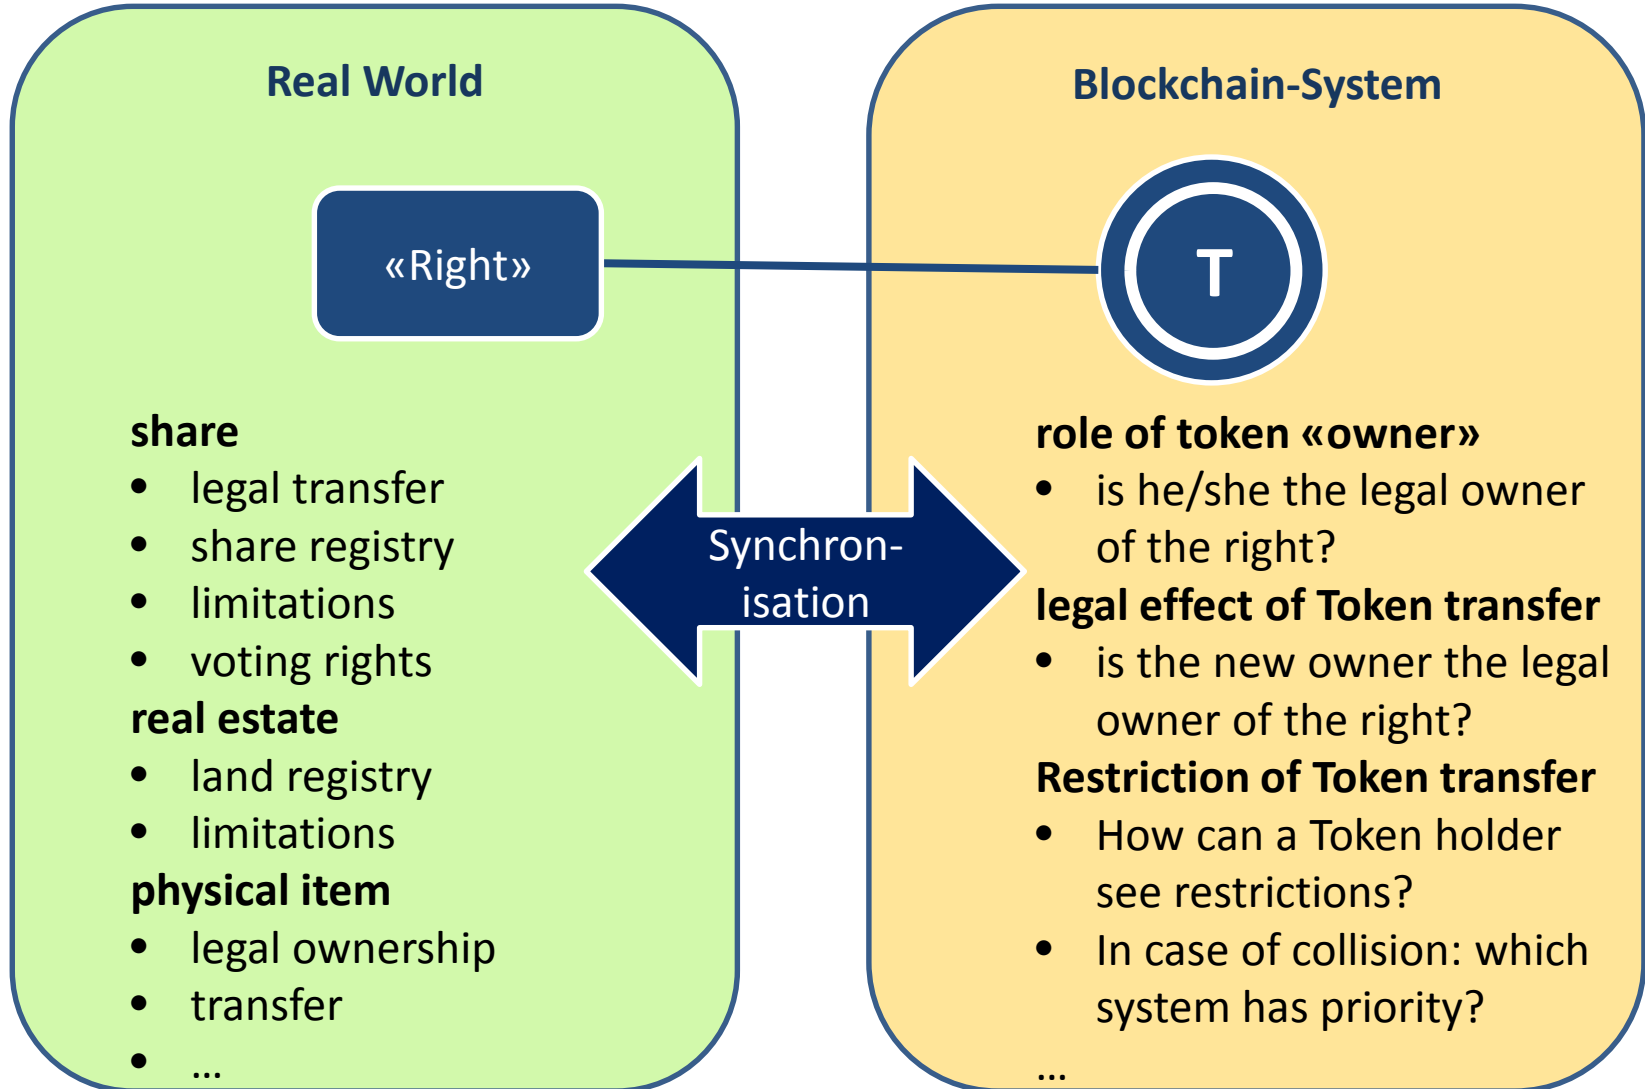 Real World
«Right»
share
• legal transfer
• share registry
• limitations
• voting rights
real estate
• land registry
• limitations
physical item
• legal ownership
• transfer
• ...
Synchron-
isation
Blockchain-System
T
role of token «owner»
• is he/she the legal owner
of the right?
legal effect of Token transfer
• is the new owner the legal
owner of the right?
Restriction of Token transfer
• How can a Token holder
see restrictions?
• In case of collision: which
system has priority?
...